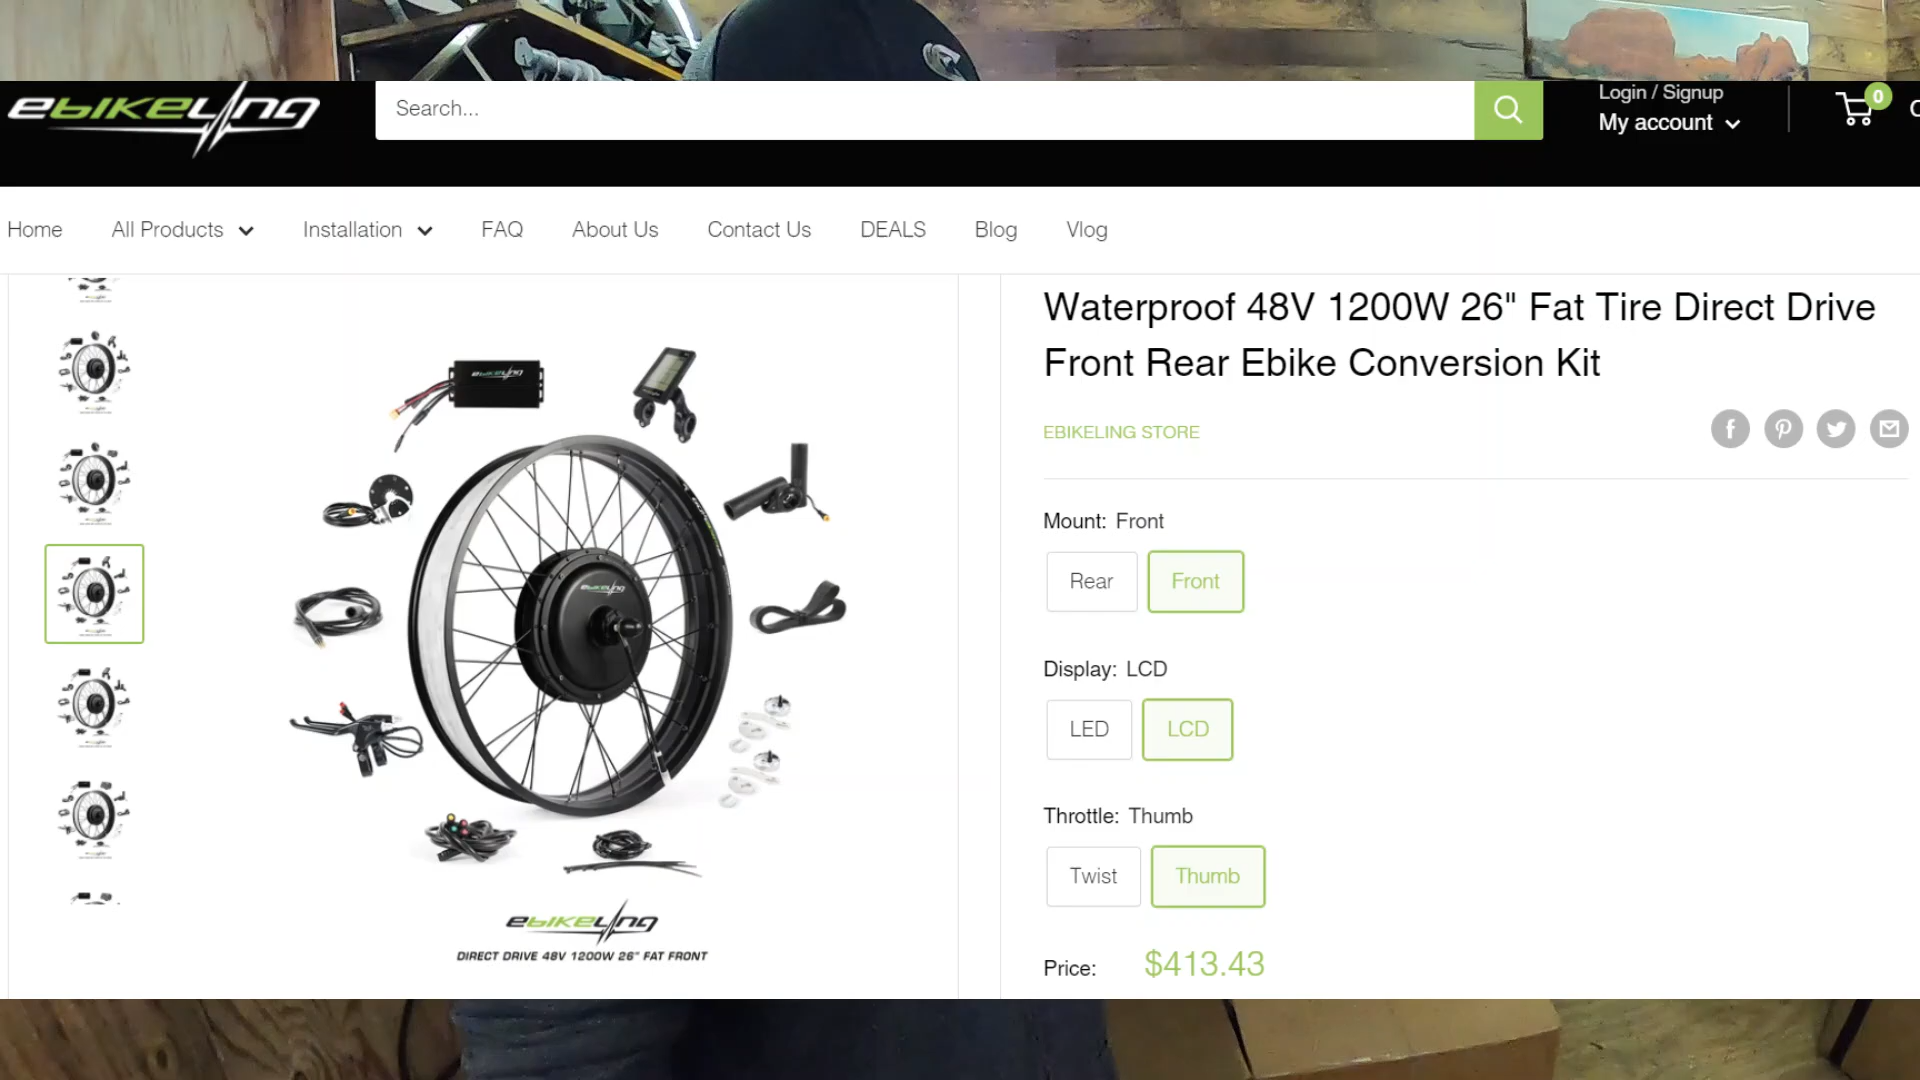 ebikeling
Search...
Login / Signup
My account
0
Home
All Products
Installation
FAQ
About Us
Contact Us
DEALS
Blog
Vlog
Waterproof 48V 1200W 26" Fat Tire Direct Drive
Front Rear Ebike Conversion Kit
EBIKELING STORE
Mount: Front
Rear
Front
Display: LCD
LED
LCD
Throttle: Thumb
Twist
Thumb
Price: $413.43
ebikeling
ebikeling
ebikeling
DIRECT DRIVE 48V 1200W 26" FAT FRONT